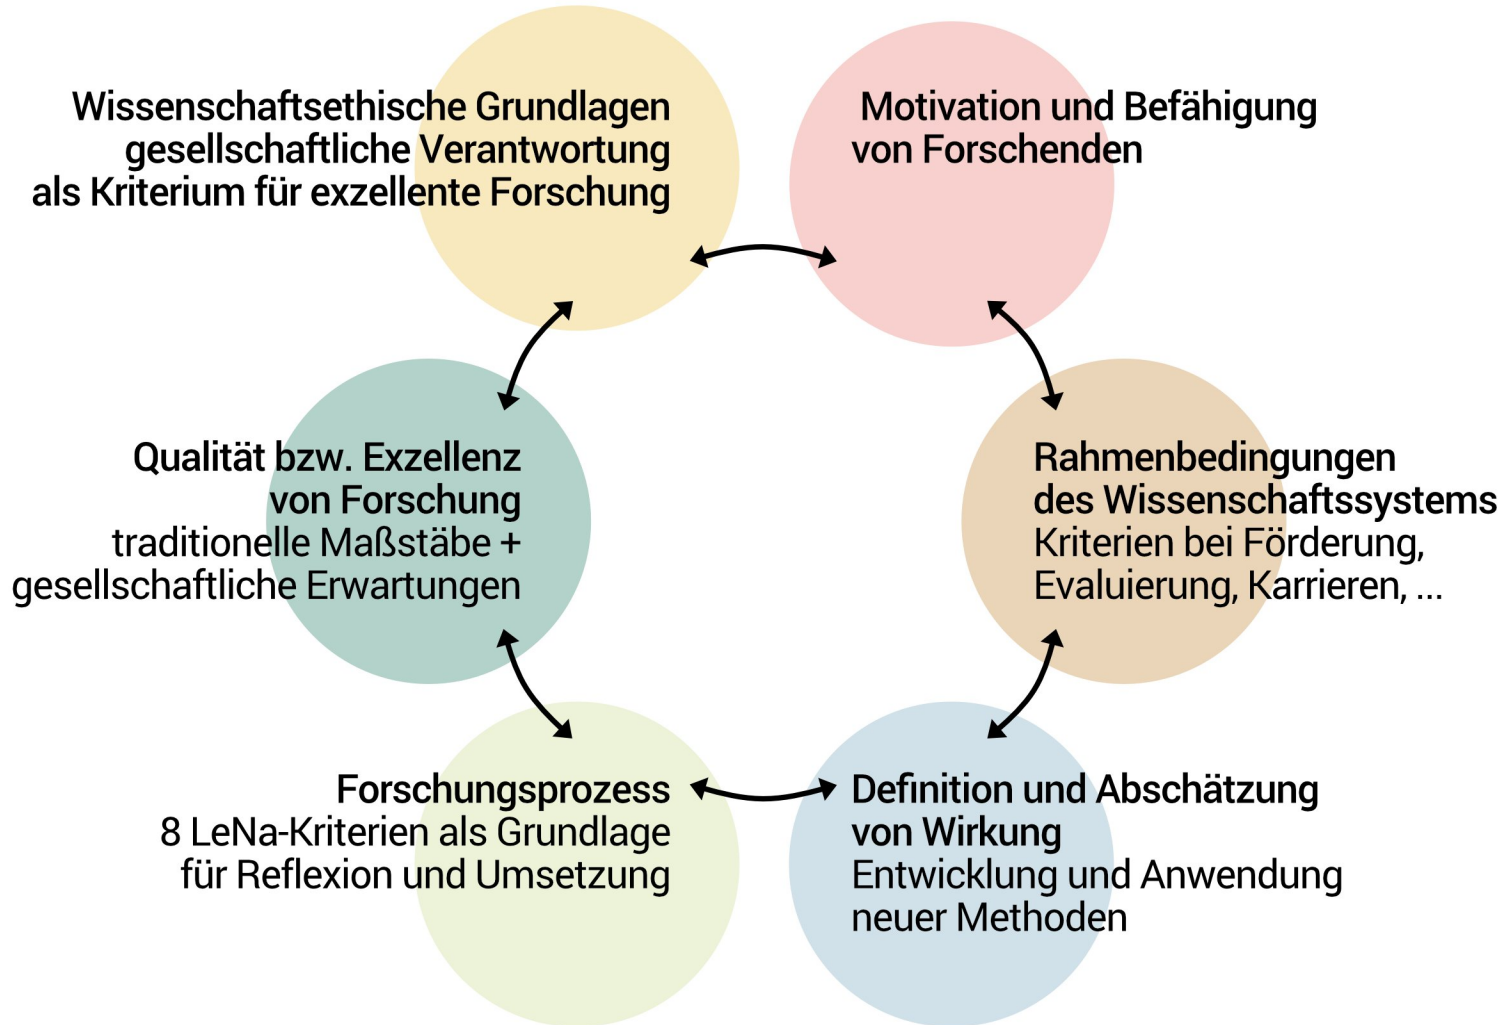 Wissenschaftsethische Grundlagen
gesellschaftliche Verantwortung
als Kriterium für exzellente Forschung
Motivation und Befähigung
von Forschenden
Qualität bzw. Exzellenz
von Forschung
traditionelle Maßstäbe +
gesellschaftliche Erwartungen
Rahmenbedingungen
des Wissenschaftssystems
Kriterien bei Förderung,
Evaluierung, Karrieren, ...
Forschungsprozess
8 LeNa-Kriterien als Grundlage
für Reflexion und Umsetzung
Definition und Abschätzung
von Wirkung
Entwicklung und Anwendung
neuer Methoden